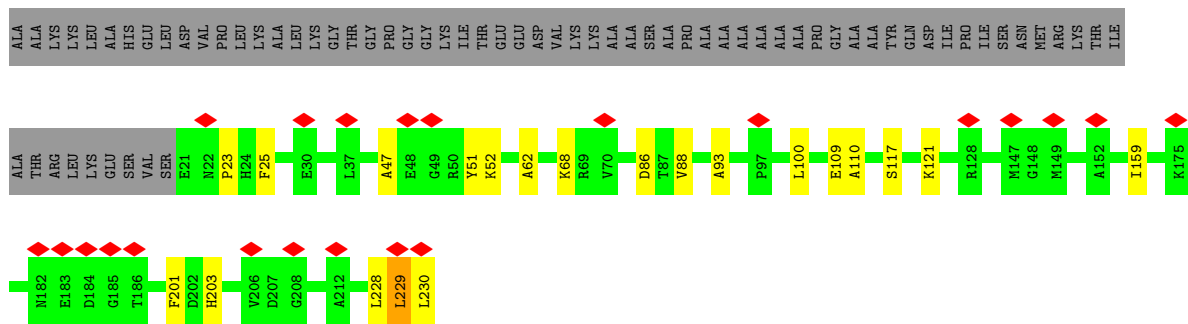 ALA ALA LYS LYS LEU ALA HIS GLU LEU ASP VAL PRO LEU LYS ALA LEU LYS GLY THR GLY PRO GLY GLY LYS ILE THR GLU GLU ASP VAL LYS LYS ALA ALA SER ALA PRO ALA ALA ALA ALA ALA ALA PRO GLY ALA ALA TYR GLN ASP ILE PRO ILE SER ASN MET ARG LYS THR ILE
ALA THR ARG LEU LYS GLU SER VAL SER E21 N22 P23 H24 F25 E30 L37 A47 E48 G49 R50 Y51 K52 A62 K68 R69 V70 D86 T87 V88 A93 P97 L100 E109 A110 S117 K121 R128 M147 G148 M149 A152 I159 K175
N182 E183 D184 G185 T186 F201 D202 H203 V206 D207 G208 A212 L228 L229 L230